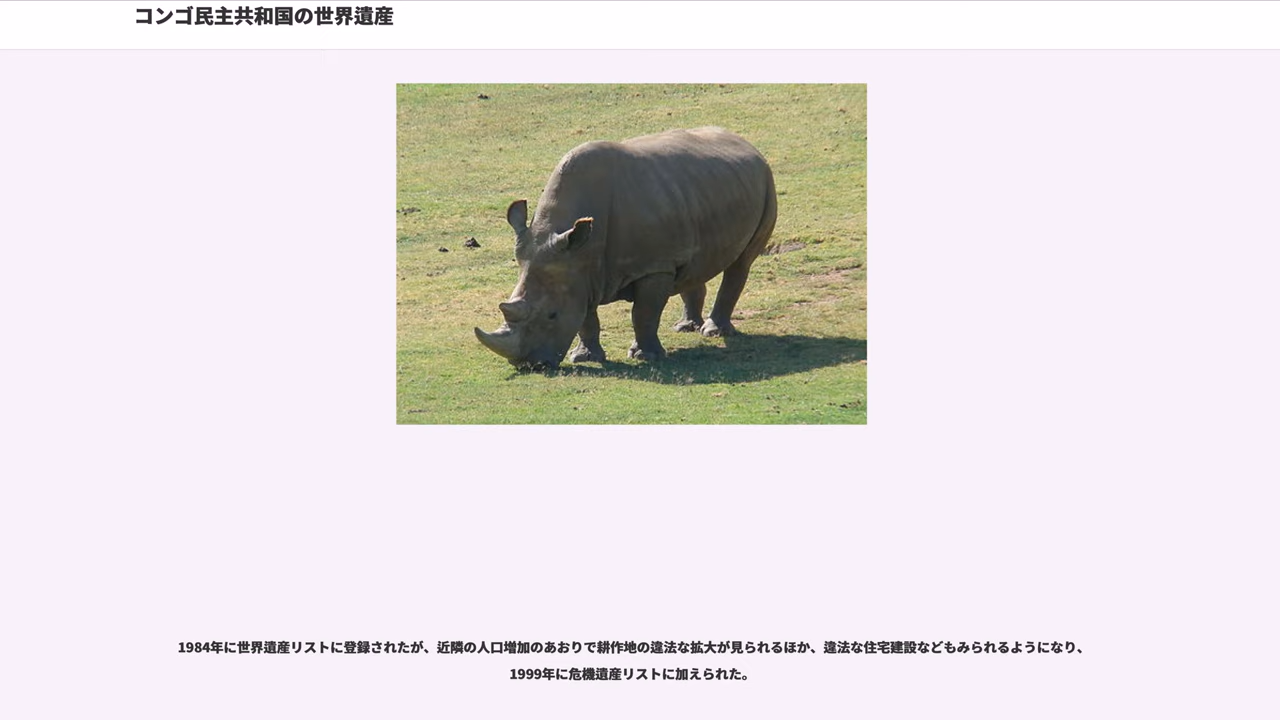 コンゴ民主共和国の世界遺産
1984年に世界遺産リストに登録されたが、近隣の人口増加のあおりで耕作地の違法な拡大が見られるほか、違法な住宅建設などもみられるようになり、
1999年に危機遺産リストに加えられた。